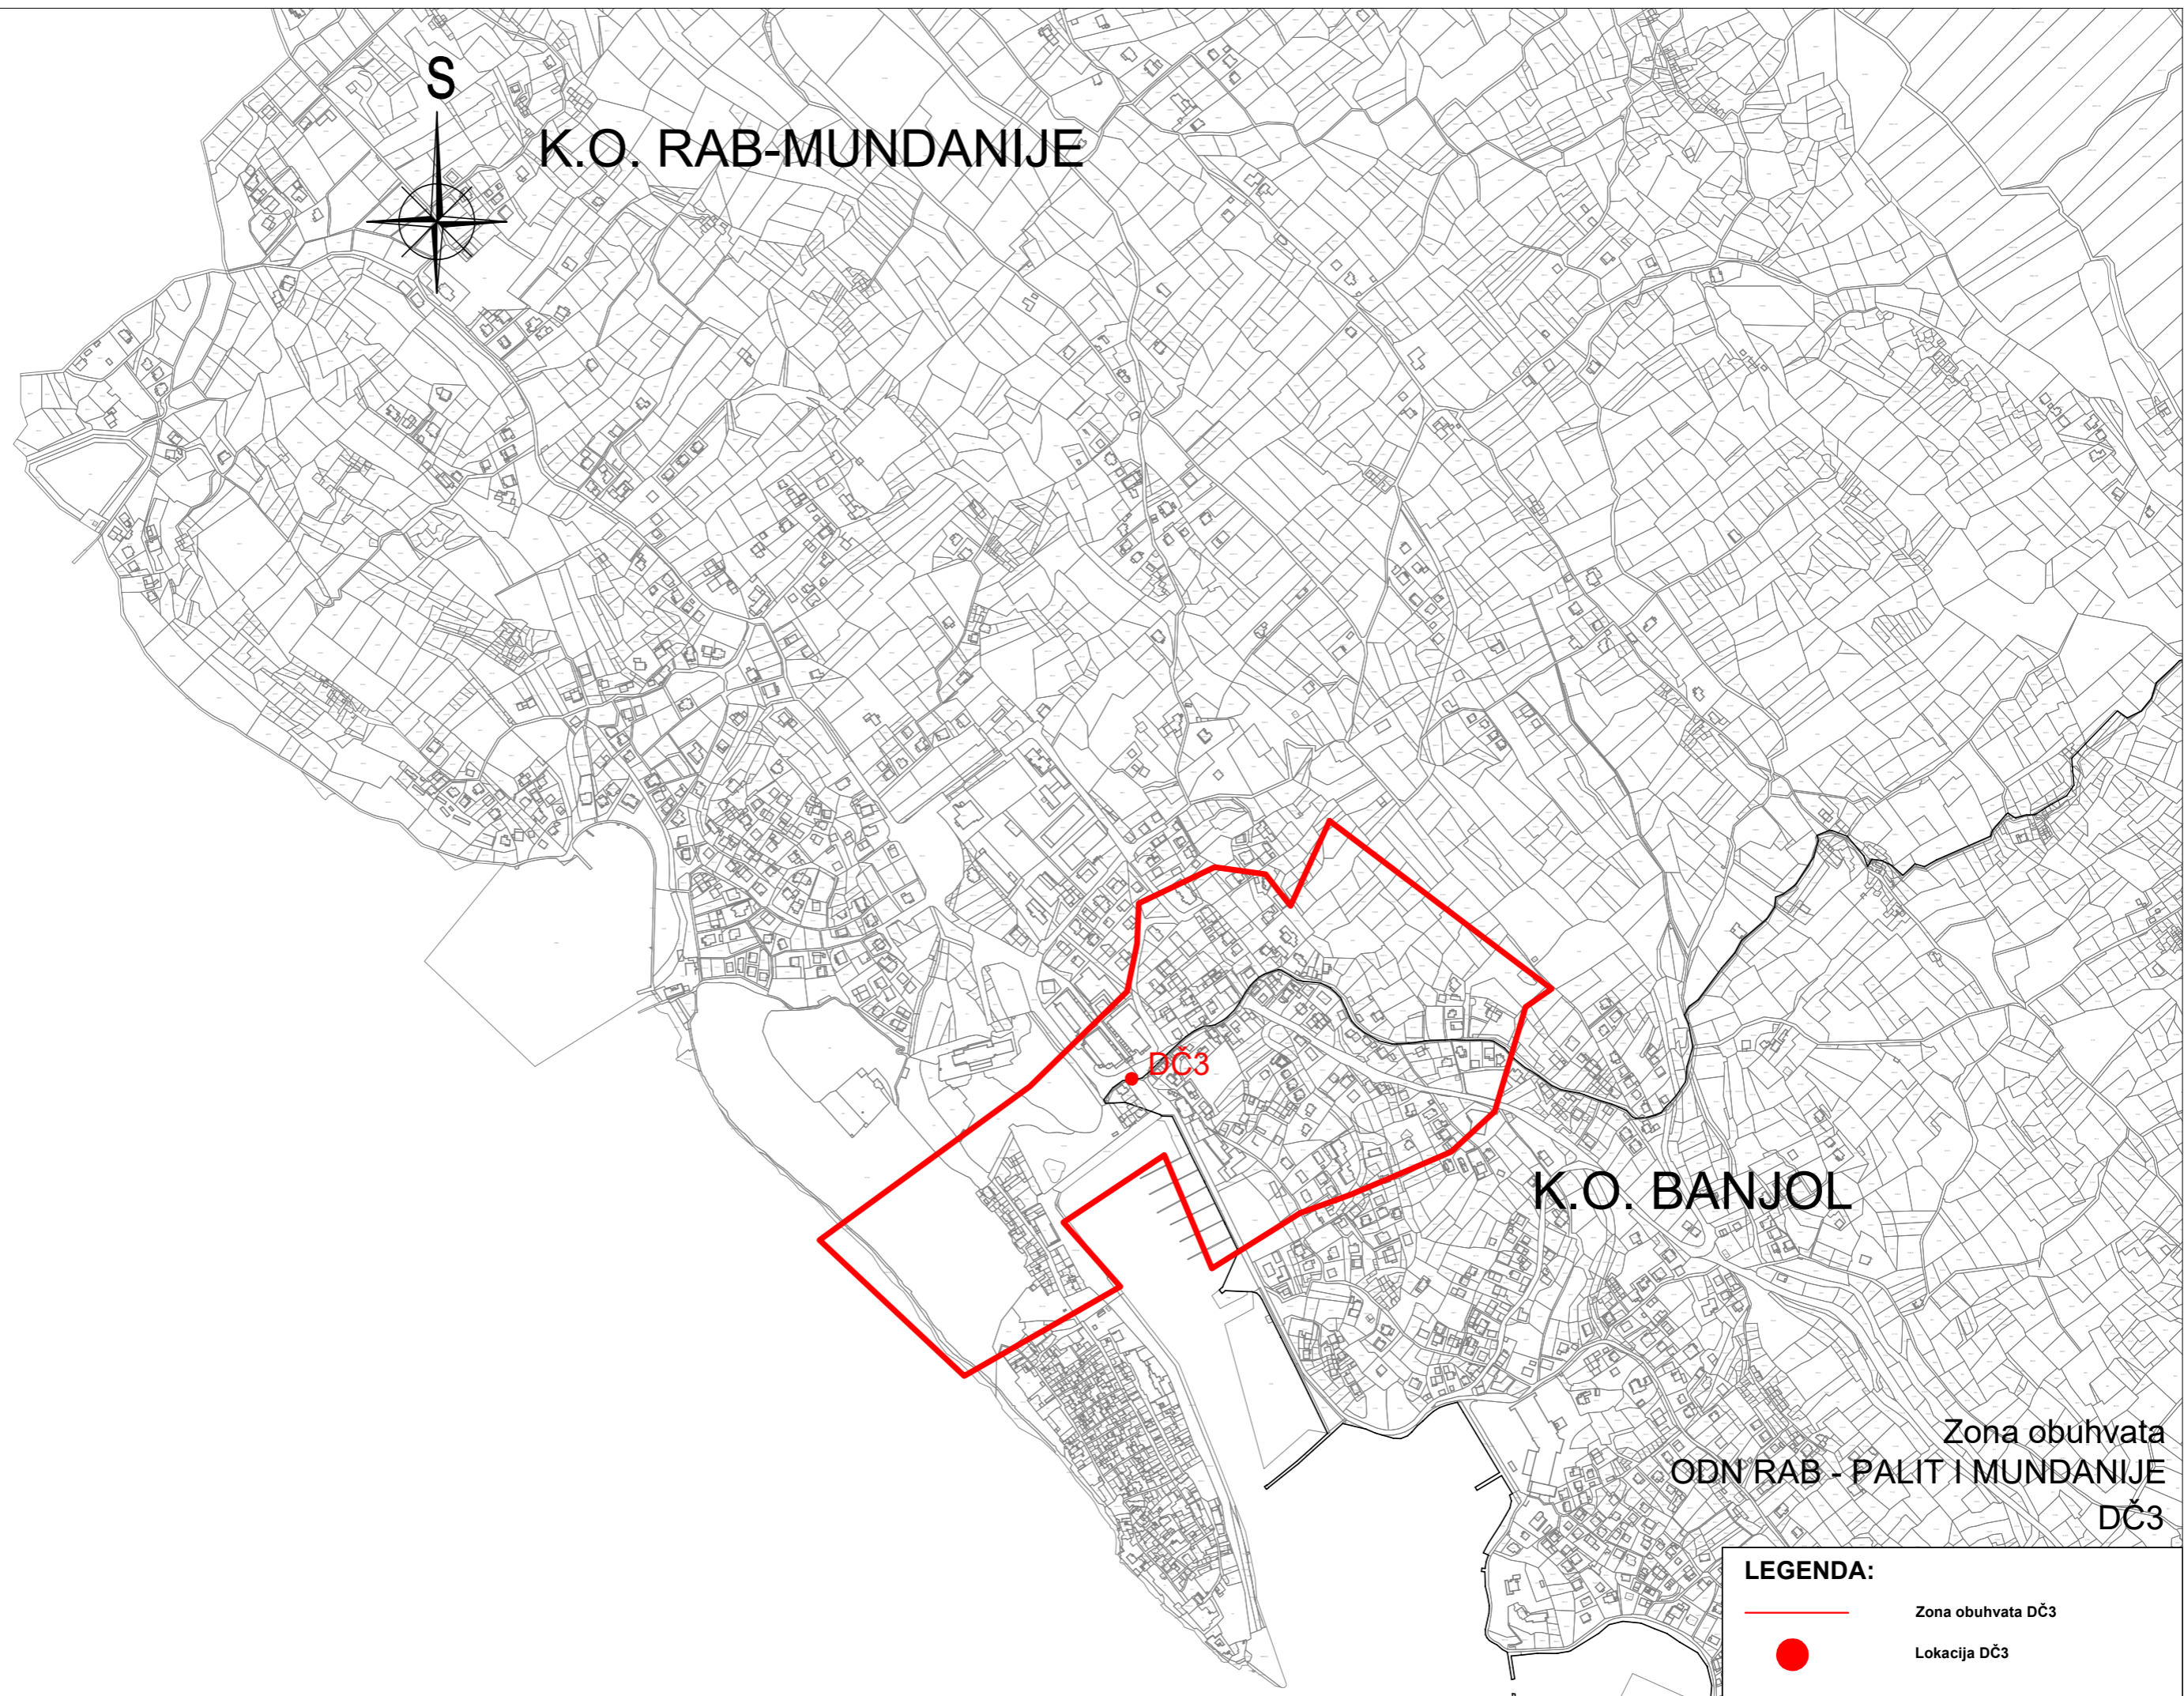 S
K.O. RAB-MUNDANIJE
DČ3
K.O. BANJOL
Zona obuhvata
ODN RAB - PALIT I MUNDANIJE
DČ3
LEGENDA:
Zona obuhvata DČ3
Lokacija DČ3